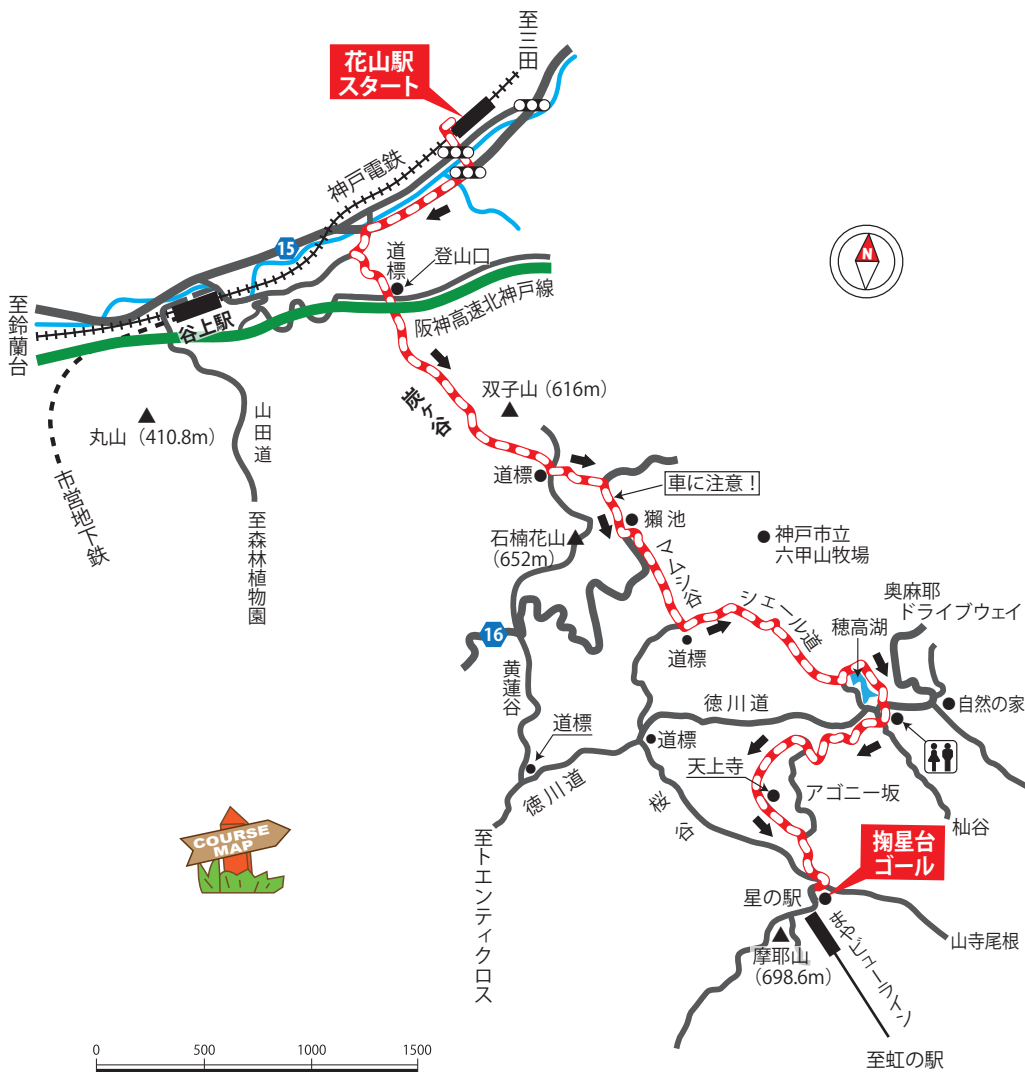 至三田
花山駅
スタート
神戸電鉄
15
道標
登山口
阪神高速北神戸線
至鈴蘭台
谷上駅
N
双子山（616m）
炭ヶ谷
丸山（410.8m）
山田道
市営地下鉄
至森林植物園
道標
車に注意！
獺池
石楠花山
（652m）
マムシ谷
神戸市立
六甲山牧場
シェール道
奥麻耶
ドライブウェイ
穂高湖
16
道標
黄蓮谷
徳川道
自然の家
道標
道標
天上寺
アゴニー坂
徳川道
桜谷
杣谷
COURSE
MAP
掬星台
ゴール
至トエンティクロス
星の駅
山寺尾根
摩耶山
（698.6m）
まやビューライン
至虹の駅
0
500
1000
1500